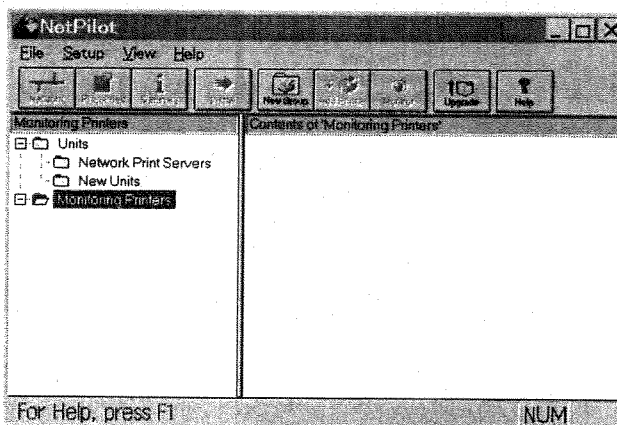 NetPilot
File Setup View Help
New Group Upgrade Help
Monitoring Printers Contents of 'Monitoring Printers'
Units
Network Print Servers
New Units
Monitoring Printers
For Help, press F1 NUM